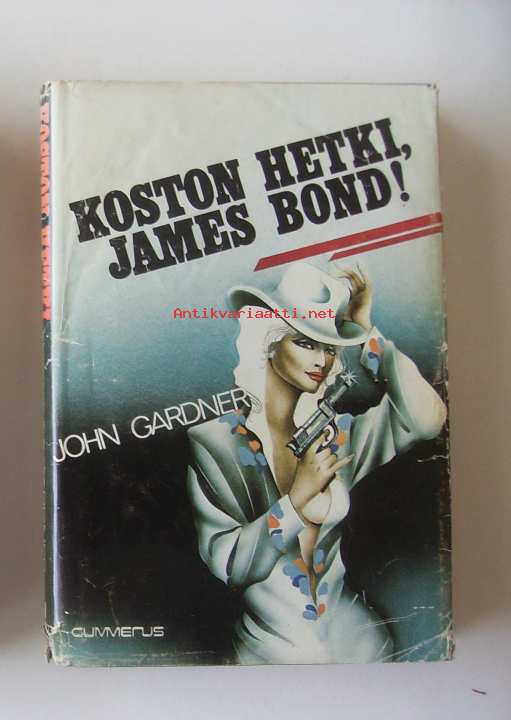 KOSTON HETKI,
JAMES BOND!
Antikvariaatti.net
JOHN GARDNER
GUMMERUS